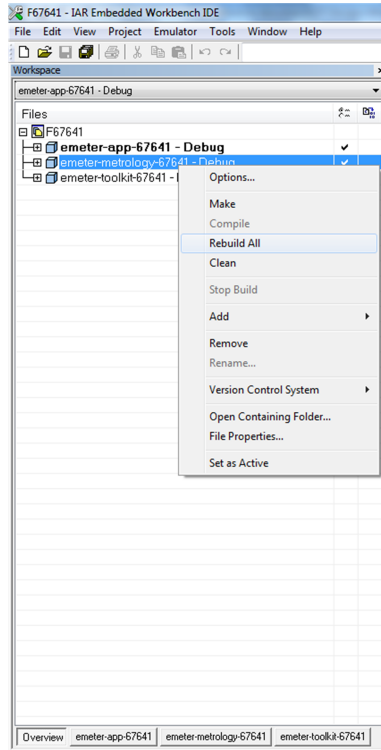 F67641 - IAR Embedded Workbench IDE
File Edit View Project Emulator Tools Window Help
Workspace
emeter-app-67641 - Debug
Files
F67641
emeter-app-67641 - Debug
emeter-metrology-67641 - Debug
emeter-toolkit-67641 -
Options...
Make
Compile
Rebuild All
Clean
Stop Build
Add
Remove
Rename...
Version Control System
Open Containing Folder...
File Properties...
Set as Active
Overview emeter-app-67641 emeter-metrology-67641 emeter-toolkit-67641